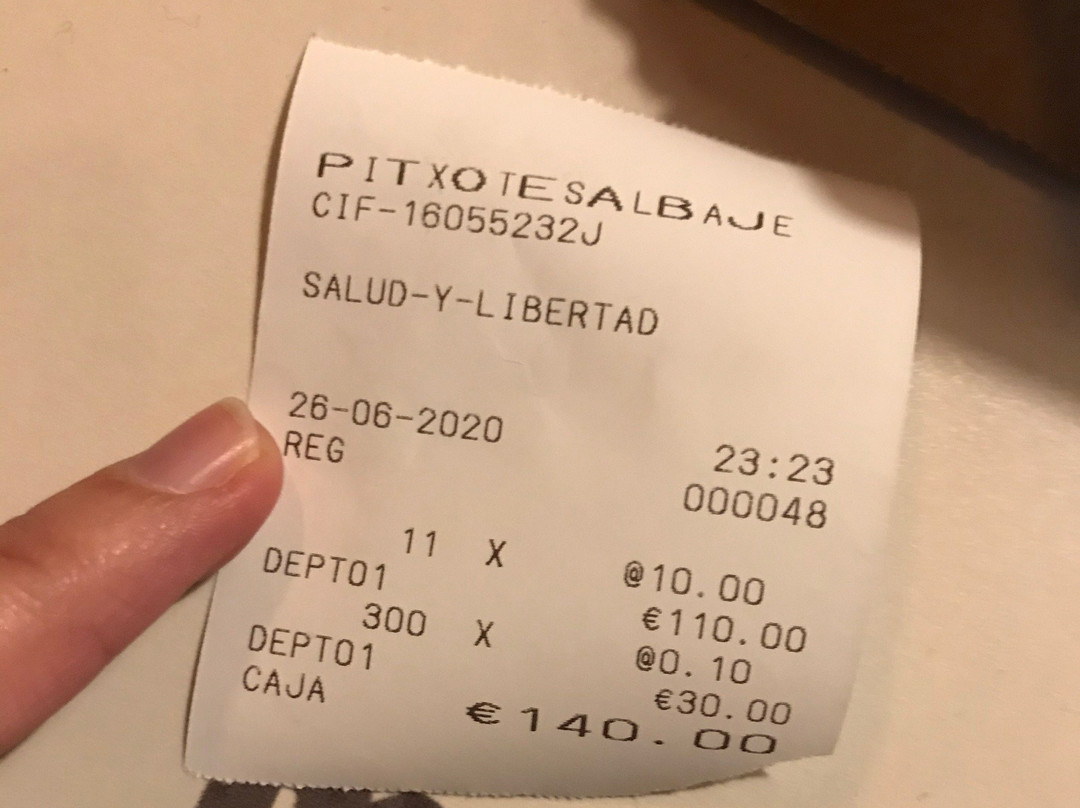 PITXOTESALBAJE
CIF-16055232J
SALUD-Y-LIBERTAD
26-06-2020 23:23
REG 000048
11 X @10.00
DEPT01 €110.00
300 X @0.10
DEPT01 €30.00
CAJA €140.00